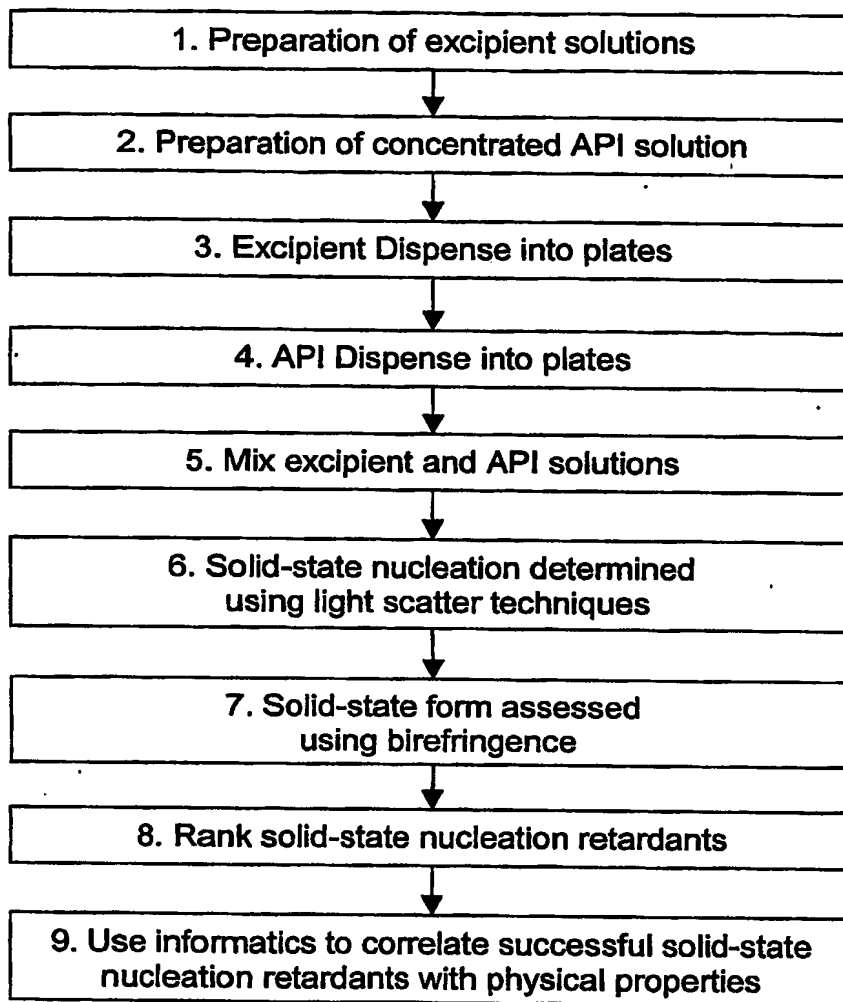 1. Preparation of excipient solutions
2. Preparation of concentrated API solution
3. Excipient Dispense into plates
4. API Dispense into plates
5. Mix excipient and API solutions
6. Solid-state nucleation determined
using light scatter techniques
7. Solid-state form assessed
using birefringence
8. Rank solid-state nucleation retardants
9. Use informatics to correlate successful solid-state
nucleation retardants with physical properties